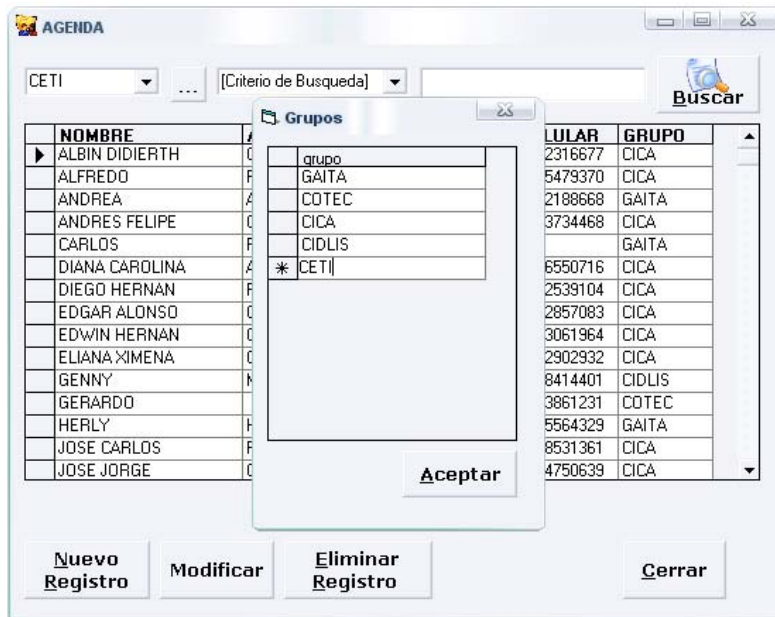 AGENDA
CETI ... [Criterio de Busqueda] Buscar
Grupos
NOMBRE LULAR GRUPO
grupo
ALBIN DIDIERTH 2316677 CICA
GAITA
ALFREDO 5479370 CICA
COTEC
ANDREA 2188668 GAITA
CICA
ANDRES FELIPE 3734468 CICA
CIDLIS
CARLOS GAITA
CETI
DIANA CAROLINA 6550716 CICA
DIEGO HERNAN 2539104 CICA
EDGAR ALONSO 2857083 CICA
EDWIN HERNAN 3061964 CICA
ELIANA XIMENA 2902932 CICA
GENNY 8414401 CIDLIS
GERARDO 3861231 COTEC
HERLY 5564329 GAITA
JOSE CARLOS 8531361 CICA
JOSE JORGE 4750639 CICA
Aceptar
Nuevo
Registro
Modificar
Eliminar
Registro
Cerrar